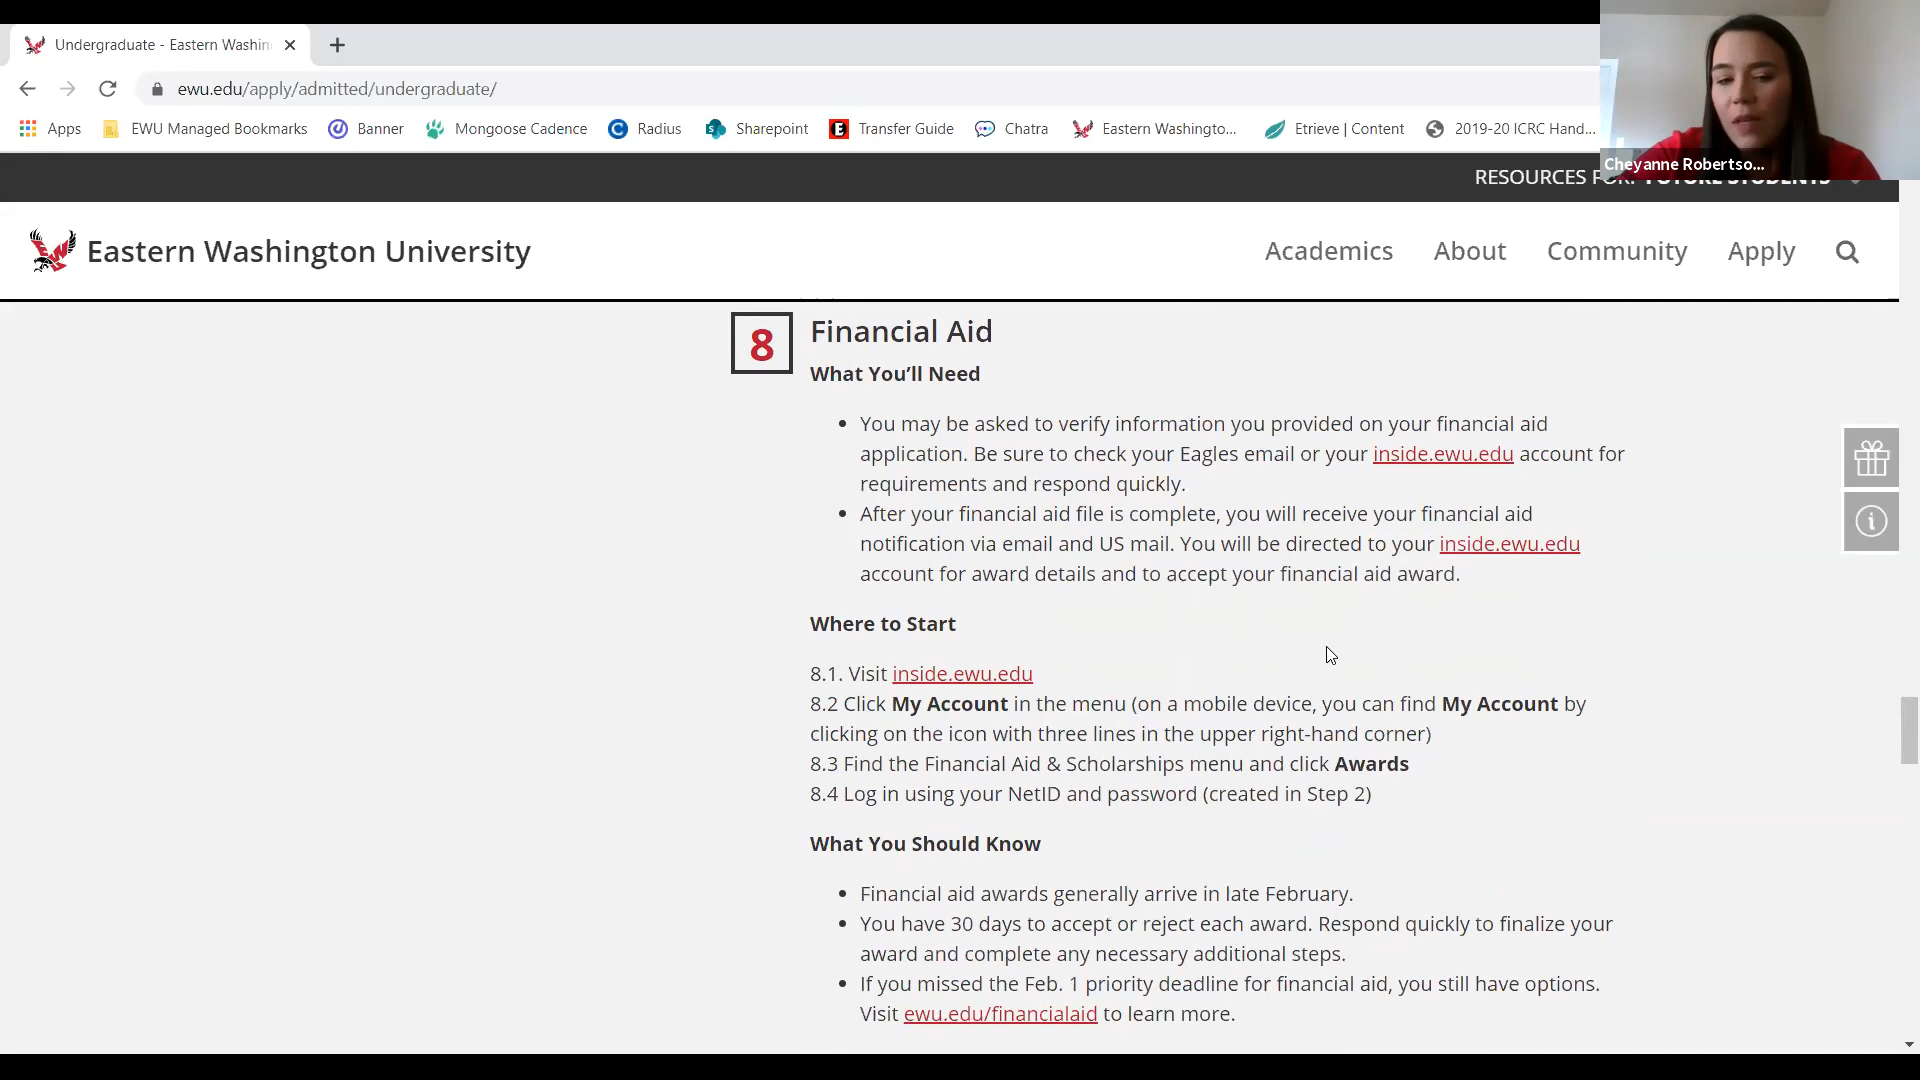 Undergraduate - Eastern Washin
ewu.edu/apply/admitted/undergraduate/
Apps EWU Managed Bookmarks Banner Mongoose Cadence Radius Sharepoint Transfer Guide Chatra Eastern Washingto... Etrieve | Content 2019-20 ICRC Hand...
Cheyanne Robertso...
RESOURCES FOR: FUTURE STUDENTS
Eastern Washington University
Academics About Community Apply
8 Financial Aid
What You’ll Need
• You may be asked to verify information you provided on your financial aid
application. Be sure to check your Eagles email or your inside.ewu.edu account for
requirements and respond quickly.
• After your financial aid file is complete, you will receive your financial aid
notification via email and US mail. You will be directed to your inside.ewu.edu
account for award details and to accept your financial aid award.
Where to Start
8.1. Visit inside.ewu.edu
8.2 Click My Account in the menu (on a mobile device, you can find My Account by
clicking on the icon with three lines in the upper right-hand corner)
8.3 Find the Financial Aid & Scholarships menu and click Awards
8.4 Log in using your NetID and password (created in Step 2)
What You Should Know
• Financial aid awards generally arrive in late February.
• You have 30 days to accept or reject each award. Respond quickly to finalize your
award and complete any necessary additional steps.
• If you missed the Feb. 1 priority deadline for financial aid, you still have options.
Visit ewu.edu/financialaid to learn more.